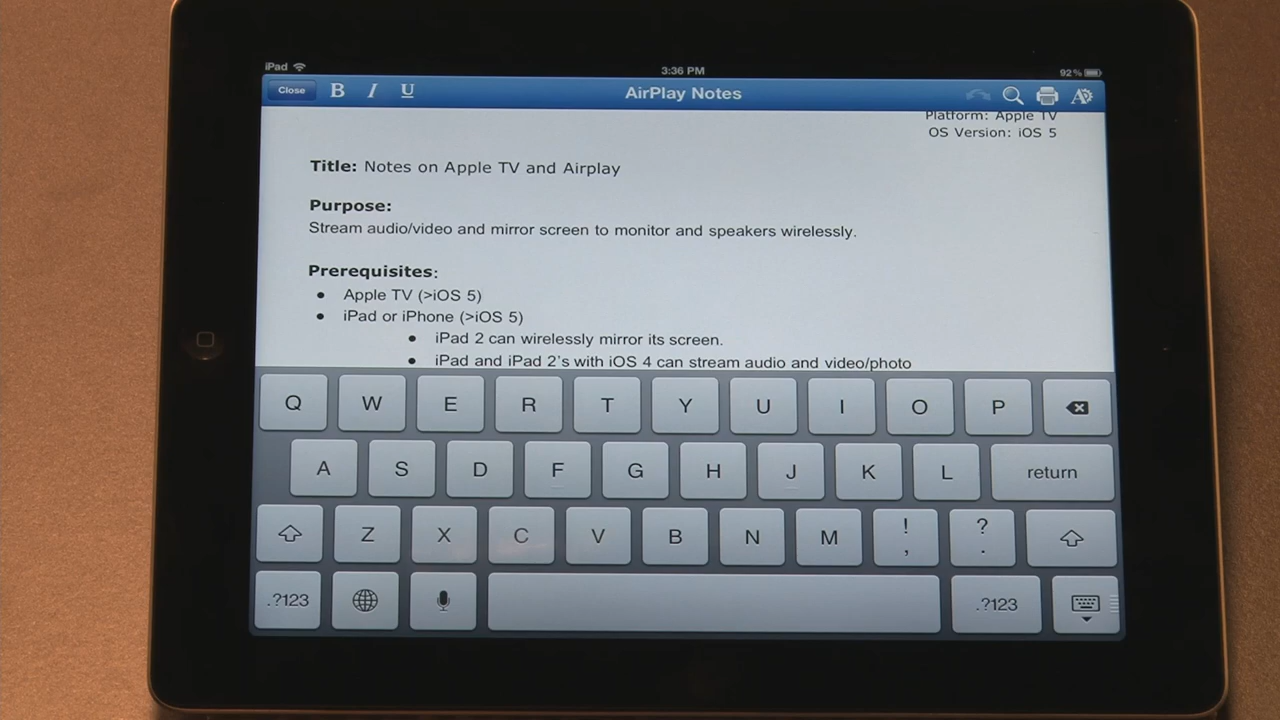 iPad 3:36 PM 92%
Close B I U AirPlay Notes
Platform: Apple TV
OS Version: iOS 5
Title: Notes on Apple TV and Airplay
Purpose:
Stream audio/video and mirror screen to monitor and speakers wirelessly.
Prerequisites:
• Apple TV (>iOS 5)
• iPad or iPhone (>iOS 5)
• iPad 2 can wirelessly mirror its screen.
• iPad and iPad 2's with iOS 4 can stream audio and video/photo
Q W E R T Y U I O P
A S D F G H J K L return
Z X C V B N M ! , ? .
.?123 .?123